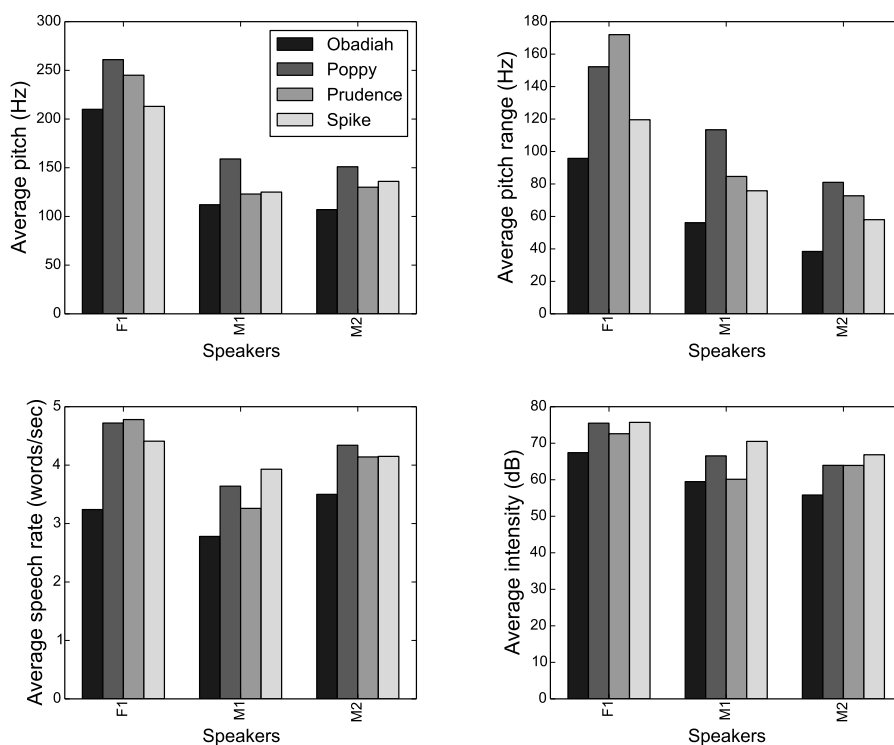 Average pitch (Hz)
300
250
200
150
100
50
0
Obadiah
Poppy
Prudence
Spike
F1
M1
M2
Speakers
Average pitch range (Hz)
180
160
140
120
100
80
60
40
20
0
F1
M1
M2
Speakers
Average speech rate (words/sec)
5
4
3
2
1
0
F1
M1
M2
Speakers
Average intensity (dB)
80
70
60
50
40
30
20
10
0
F1
M1
M2
Speakers